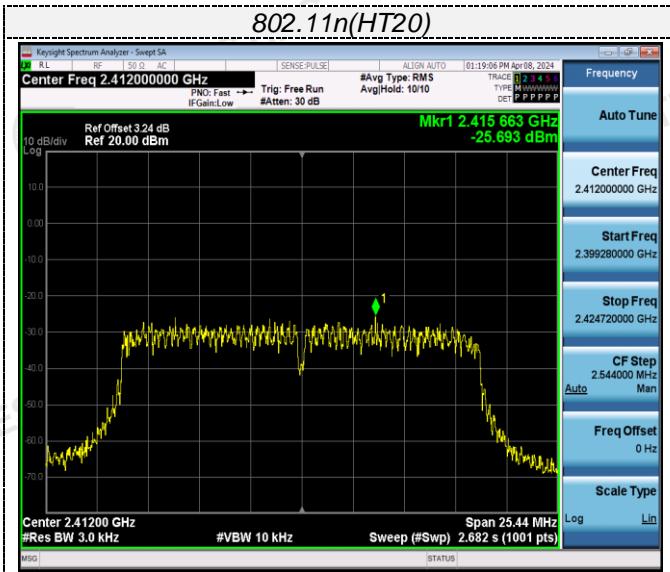 802.11n(HT20)
Keysight Spectrum Analyzer - Swept SA
RL RF 50 Ω AC SENSE:PULSE ALIGN AUTO 01:19:06 PM Apr 08, 2024
Center Freq 2.412000000 GHz
PNO: Fast
IFGain:Low
Trig: Free Run
#Atten: 30 dB
#Avg Type: RMS
Avg|Hold: 10/10
TRACE 1 2 3 4 5 6
TYPE M WWWWW
DET P P P P P P
Frequency
Mkr1 2.415 663 GHz
-25.693 dBm
Ref Offset 3.24 dB
10 dB/div Ref 20.00 dBm
Log
10.0
0.00
-10.0
-20.0
-30.0
-40.0
-50.0
-60.0
-70.0
1
Center 2.41200 GHz Span 25.44 MHz
#Res BW 3.0 kHz #VBW 10 kHz Sweep (#Swp) 2.682 s (1001 pts)
MSG STATUS
Auto Tune
Center Freq
2.412000000 GHz
Start Freq
2.399280000 GHz
Stop Freq
2.424720000 GHz
CF Step
2.544000 MHz
Auto Man
Freq Offset
0 Hz
Scale Type
Log Lin